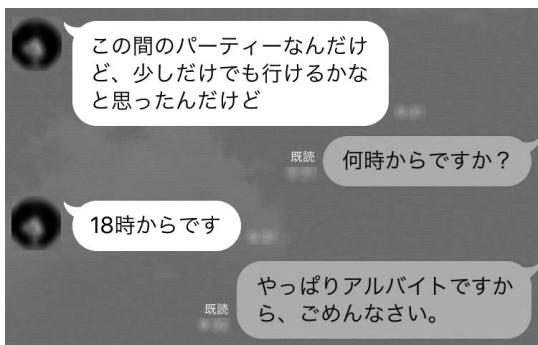 この間のパーティーなんだけ
ど、少しだけでも行けるかな
と思ったんだけど
既読
何時からですか？
18時からです
やっぱりアルバイトですか
ら、ごめんなさい。
既読